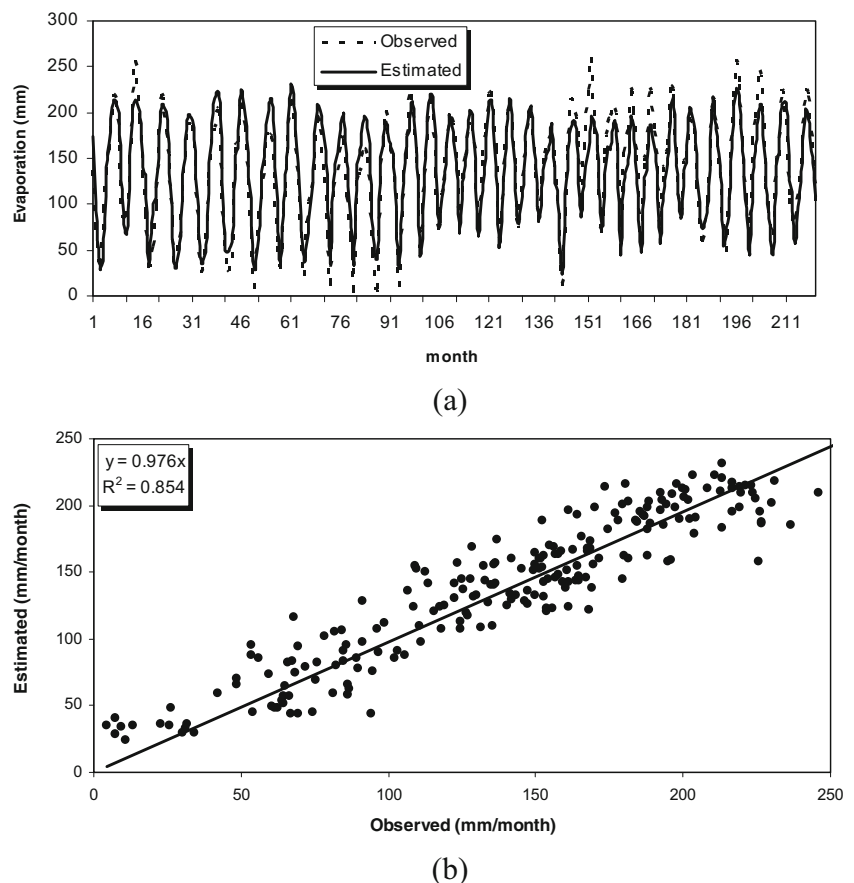 300
250
200
150
100
50
0
Evaporation (mm)
Observed
Estimated
1 16 31 46 61 76 91 106 121 136 151 166 181 196 211
month
(a)
250
200
150
100
50
0
Estimated (mm/month)
y = 0.976x
R² = 0.854
0 50 100 150 200 250
Observed (mm/month)
(b)